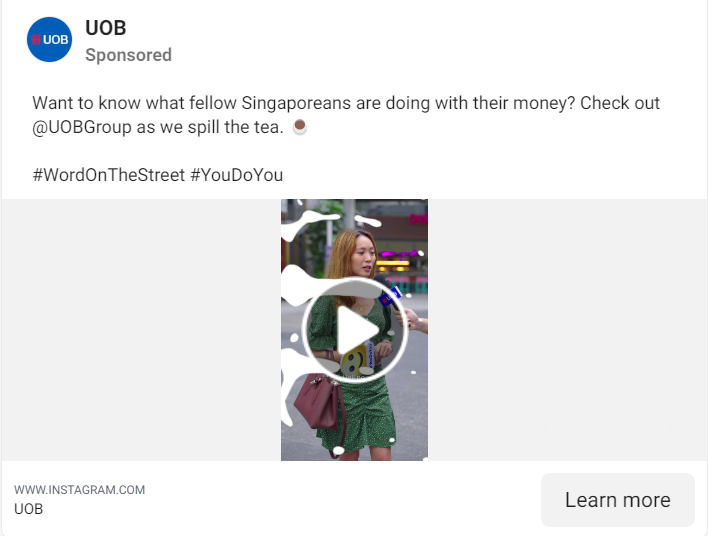 UOB
UOB
Sponsored
Want to know what fellow Singaporeans are doing with their money? Check out
@UOBGroup as we spill the tea. ☕
#WordOnTheStreet #YouDoYou
WWW.INSTAGRAM.COM
UOB
Learn more